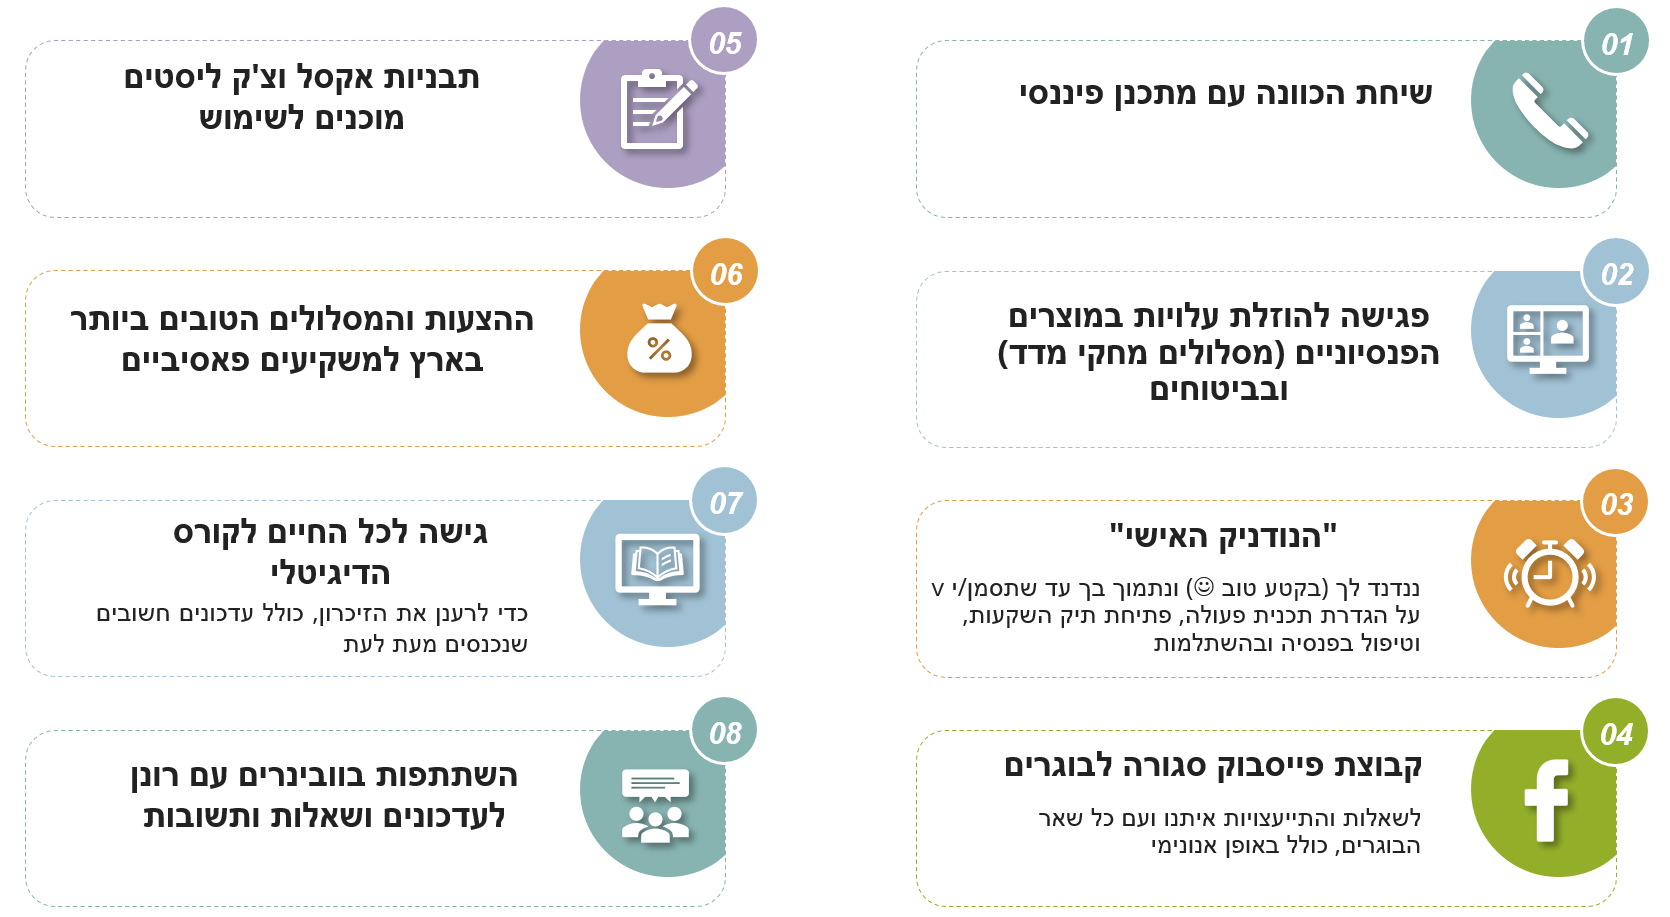 01
שיחת הכוונה עם מתכנן פיננסי
02
פגישה להוזלת עלויות במוצרים
הפנסיוניים (מסלולים מחקי מדד)
ובביטוחים
03
"הנודניק האישי"
ננדנד לך (בקטע טוב ☺) ונתמוך בך עד שתסמן/י V
על הגדרת תכנית פעולה, פתיחת תיק השקעות,
וטיפול בפנסיה ובהשתלמות
04
קבוצת פייסבוק סגורה לבוגרים
לשאלות והתייעצויות איתנו ועם כל שאר
הבוגרים, כולל באופן אנונימי
05
תבניות אקסל וצ'ק ליסטים
מוכנים לשימוש
06
ההצעות והמסלולים הטובים ביותר
בארץ למשקיעים פאסיביים
%
07
גישה לכל החיים לקורס
הדיגיטלי
כדי לרענן את הזיכרון, כולל עדכונים חשובים
שנכנסים מעת לעת
08
השתתפות בוובינרים עם רונן
לעדכונים ושאלות ותשובות